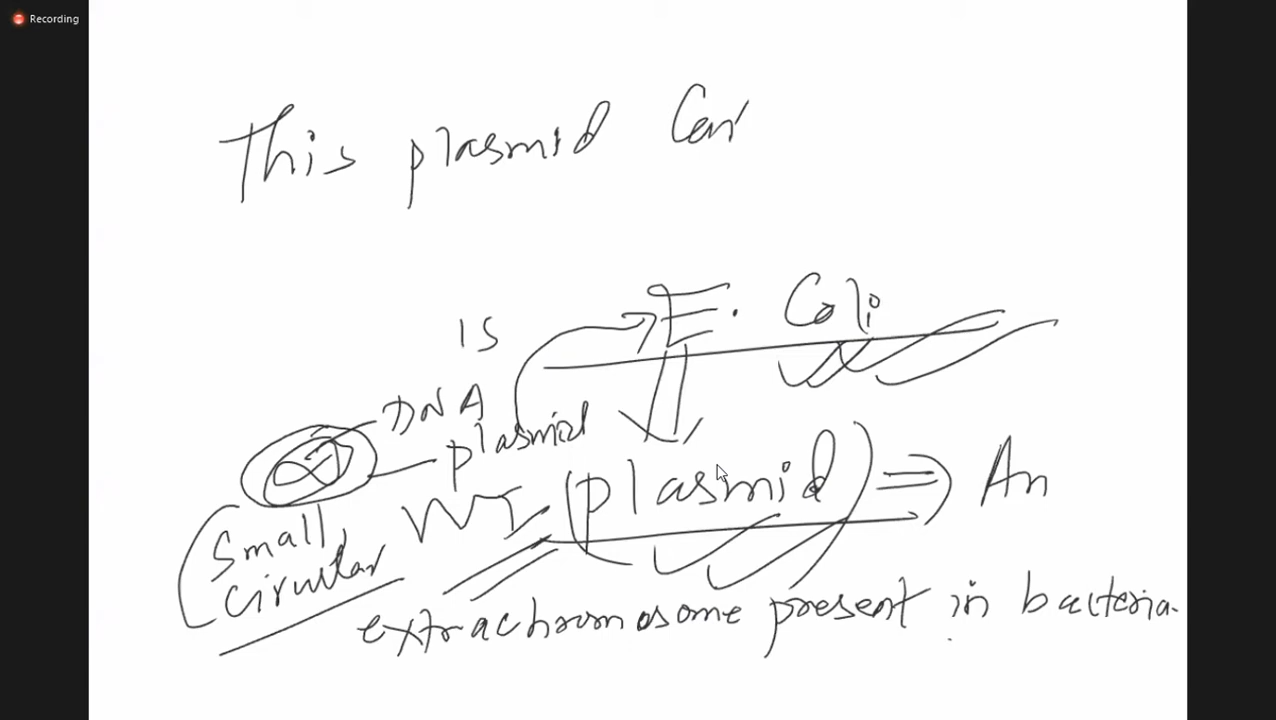 Recording
This plasmid Can
E. Coli
is
DNA
plasmid
(plasmid) ⇒ An
Small,
circular
extrachromosome present in bacteria.